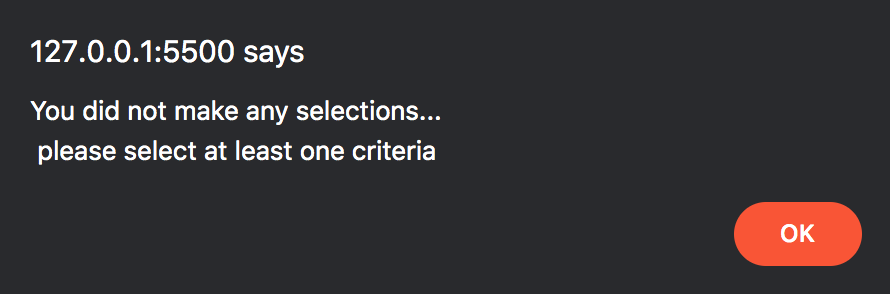 127.0.0.1:5500 says
You did not make any selections...
please select at least one criteria
OK